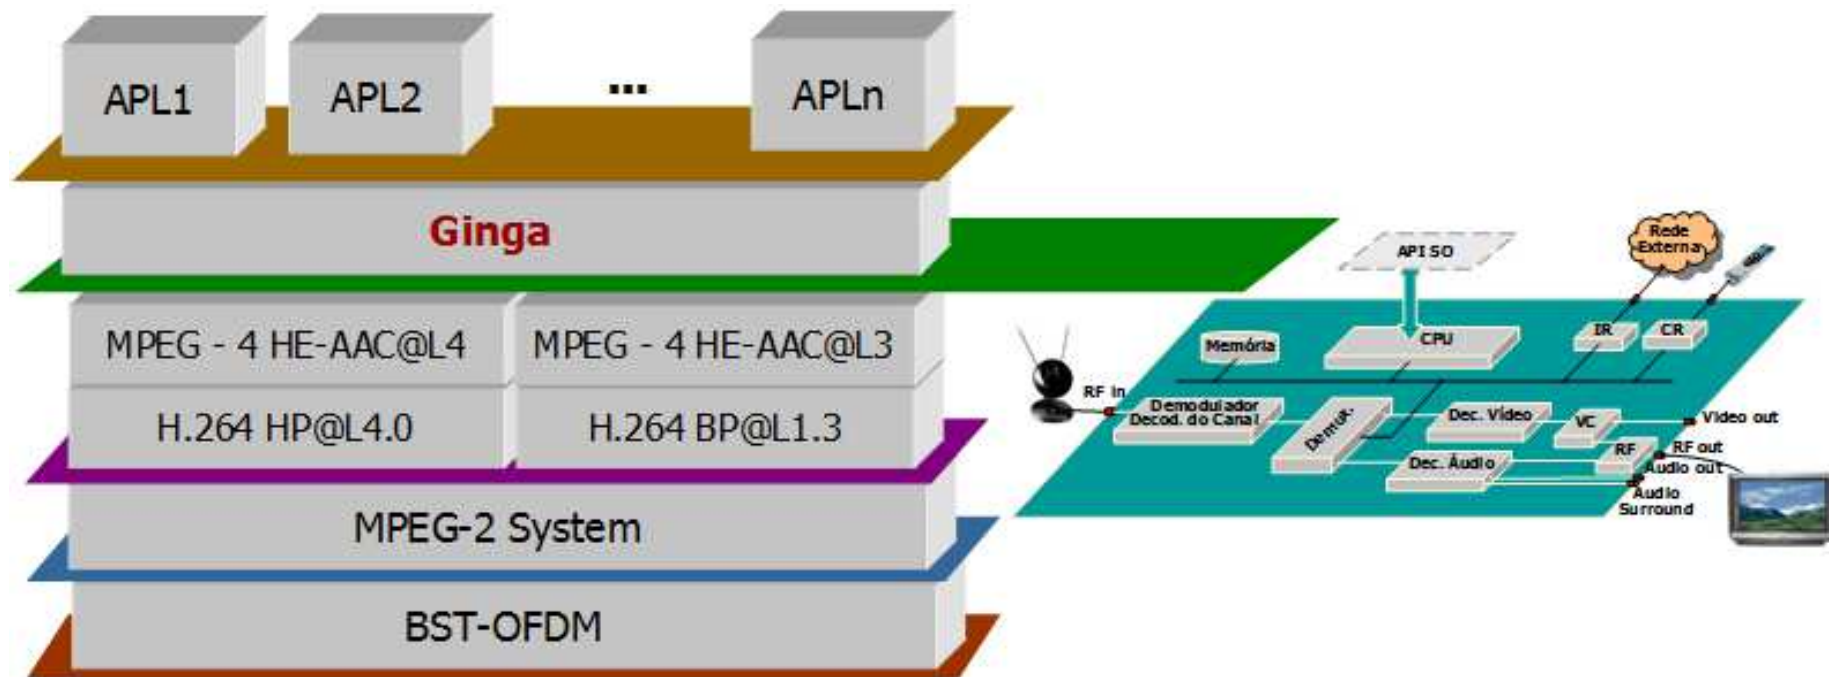 APL1
APL2
...
APLn
Ginga
MPEG - 4 HE-AAC@L4
MPEG - 4 HE-AAC@L3
H.264 HP@L4.0
H.264 BP@L1.3
MPEG-2 System
BST-OFDM
API SO
Rede
Externa
IR
CR
CPU
Memória
RF in
Demodulador
Decod. do Canal
Demux.
Dec. Vídeo
VC
Video out
RF
RF out
Dec. Áudio
Audio out
Audio
Surround